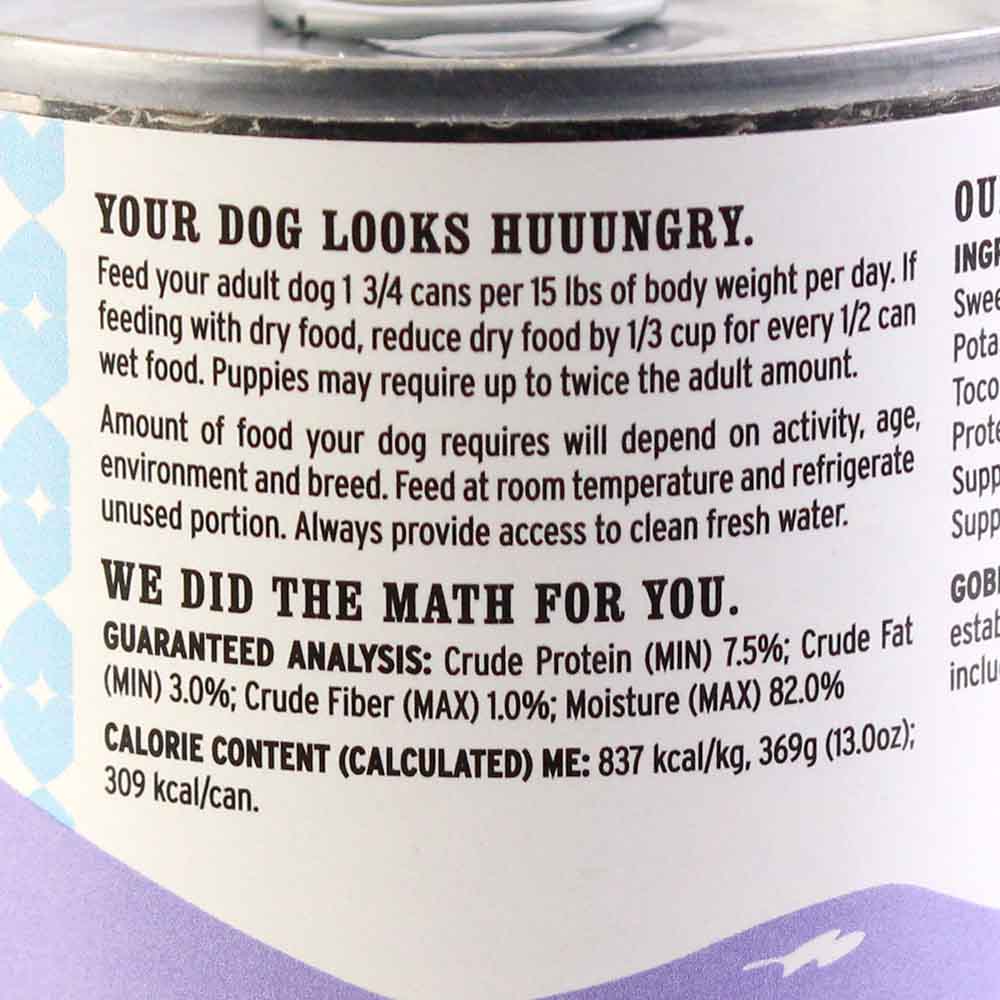 YOUR DOG LOOKS HUUUNGRY.
Feed your adult dog 1 3/4 cans per 15 lbs of body weight per day. If
feeding with dry food, reduce dry food by 1/3 cup for every 1/2 can
wet food. Puppies may require up to twice the adult amount.
Amount of food your dog requires will depend on activity, age,
environment and breed. Feed at room temperature and refrigerate
unused portion. Always provide access to clean fresh water.
WE DID THE MATH FOR YOU.
GUARANTEED ANALYSIS: Crude Protein (MIN) 7.5%; Crude Fat
(MIN) 3.0%; Crude Fiber (MAX) 1.0%; Moisture (MAX) 82.0%
CALORIE CONTENT (CALCULATED) ME: 837 kcal/kg, 369g (13.0oz);
309 kcal/can.